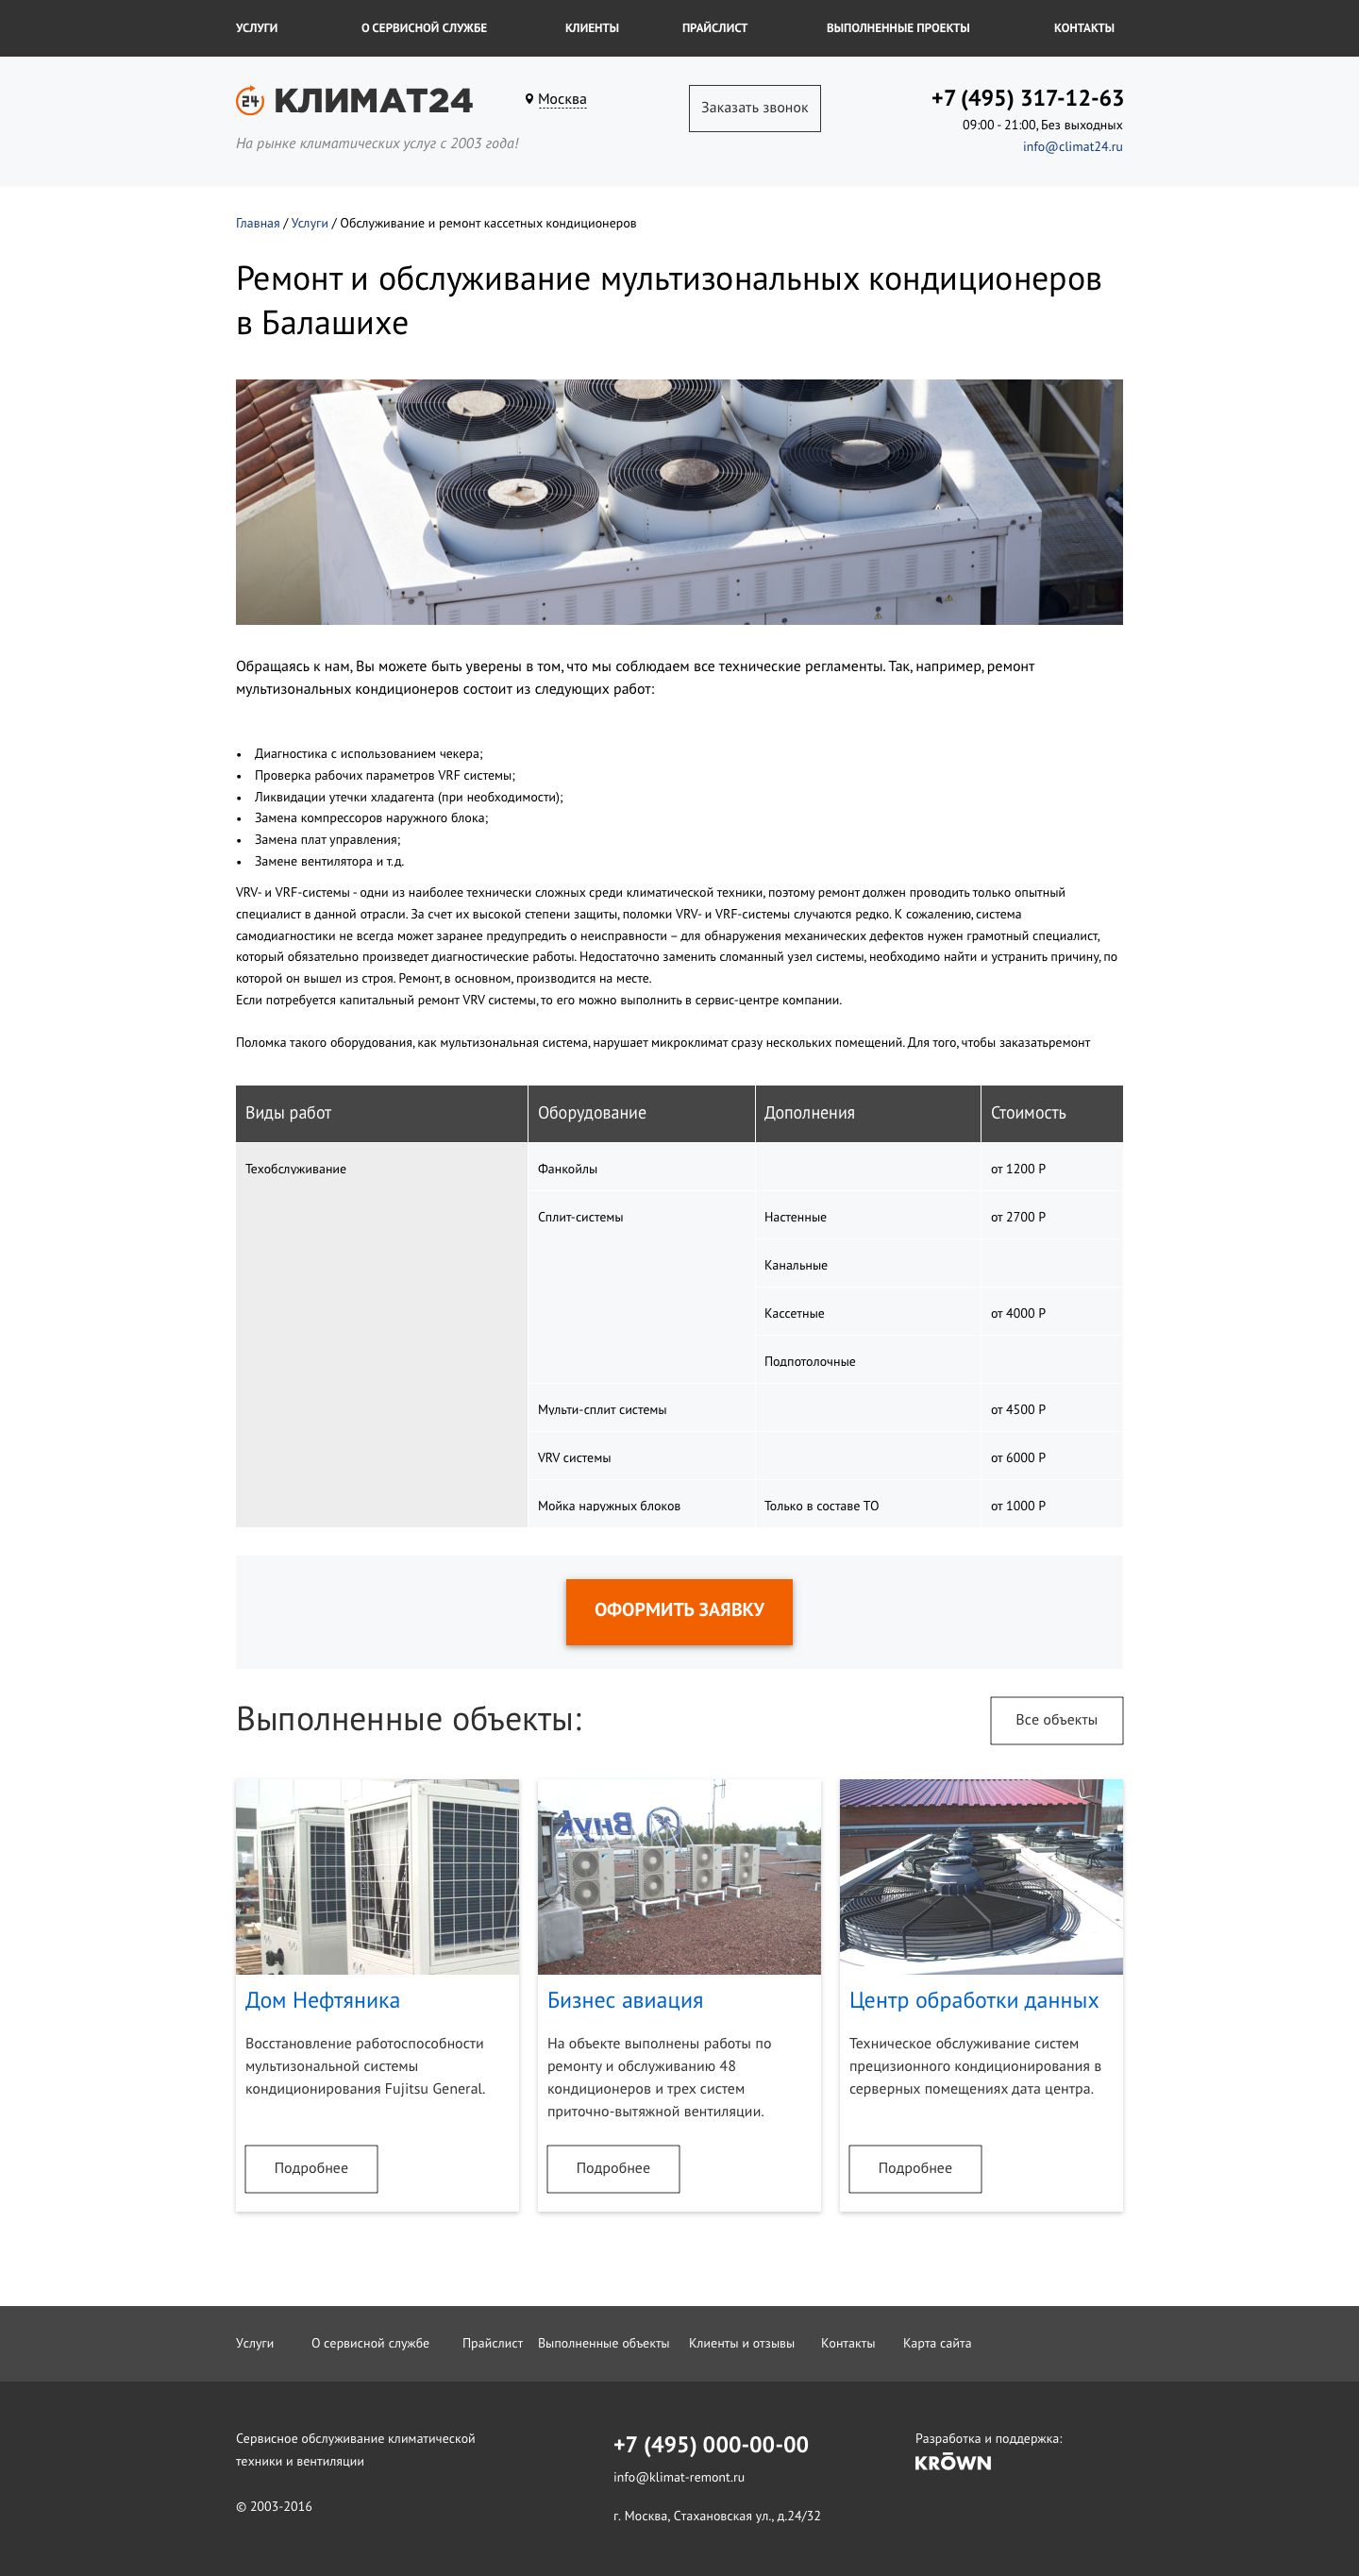 УСЛУГИ О СЕРВИСНОЙ СЛУЖБЕ КЛИЕНТЫ ПРАЙСЛИСТ ВЫПОЛНЕННЫЕ ПРОЕКТЫ КОНТАКТЫ
24 КЛИМАТ24
Москва
Заказать звонок
+7 (495) 317-12-63
09:00 - 21:00, Без выходных
На рынке климатических услуг с 2003 года!
info@climat24.ru
Главная / Услуги / Обслуживание и ремонт кассетных кондиционеров
Ремонт и обслуживание мультизональных кондиционеров
в Балашихе
Обращаясь к нам, Вы можете быть уверены в том, что мы соблюдаем все технические регламенты. Так, например, ремонт
мультизональных кондиционеров состоит из следующих работ:
• Диагностика с использованием чекера;
• Проверка рабочих параметров VRF системы;
• Ликвидации утечки хладагента (при необходимости);
• Замена компрессоров наружного блока;
• Замена плат управления;
• Замене вентилятора и т.д.
VRV- и VRF-системы - одни из наиболее технически сложных среди климатической техники, поэтому ремонт должен проводить только опытный
специалист в данной отрасли. За счет их высокой степени защиты, поломки VRV- и VRF-системы случаются редко. К сожалению, система
самодиагностики не всегда может заранее предупредить о неисправности – для обнаружения механических дефектов нужен грамотный специалист,
который обязательно произведет диагностические работы. Недостаточно заменить сломанный узел системы, необходимо найти и устранить причину, по
которой он вышел из строя. Ремонт, в основном, производится на месте.
Если потребуется капитальный ремонт VRV системы, то его можно выполнить в сервис-центре компании.
Поломка такого оборудования, как мультизональная система, нарушает микроклимат сразу нескольких помещений. Для того, чтобы заказатьремонт
Виды работ Оборудование Дополнения Стоимость
Техобслуживание Фанкойлы от 1200 Р
Сплит-системы Настенные от 2700 Р
Канальные
Кассетные от 4000 Р
Подпотолочные
Мульти-сплит системы от 4500 Р
VRV системы от 6000 Р
Мойка наружных блоков Только в составе ТО от 1000 Р
ОФОРМИТЬ ЗАЯВКУ
Выполненные объекты:
Все объекты
Внук
Дом Нефтяника
Восстановление работоспособности
мультизональной системы
кондиционирования Fujitsu General.
Подробнее
Бизнес авиация
На объекте выполнены работы по
ремонту и обслуживанию 48
кондиционеров и трех систем
приточно-вытяжной вентиляции.
Подробнее
Центр обработки данных
Техническое обслуживание систем
прецизионного кондиционирования в
серверных помещениях дата центра.
Подробнее
Услуги О сервисной службе Прайслист Выполненные объекты Клиенты и отзывы Контакты Карта сайта
Сервисное обслуживание климатической
техники и вентиляции
© 2003-2016
+7 (495) 000-00-00
info@klimat-remont.ru
г. Москва, Стахановская ул., д.24/32
Разработка и поддержка:
KRŌWN